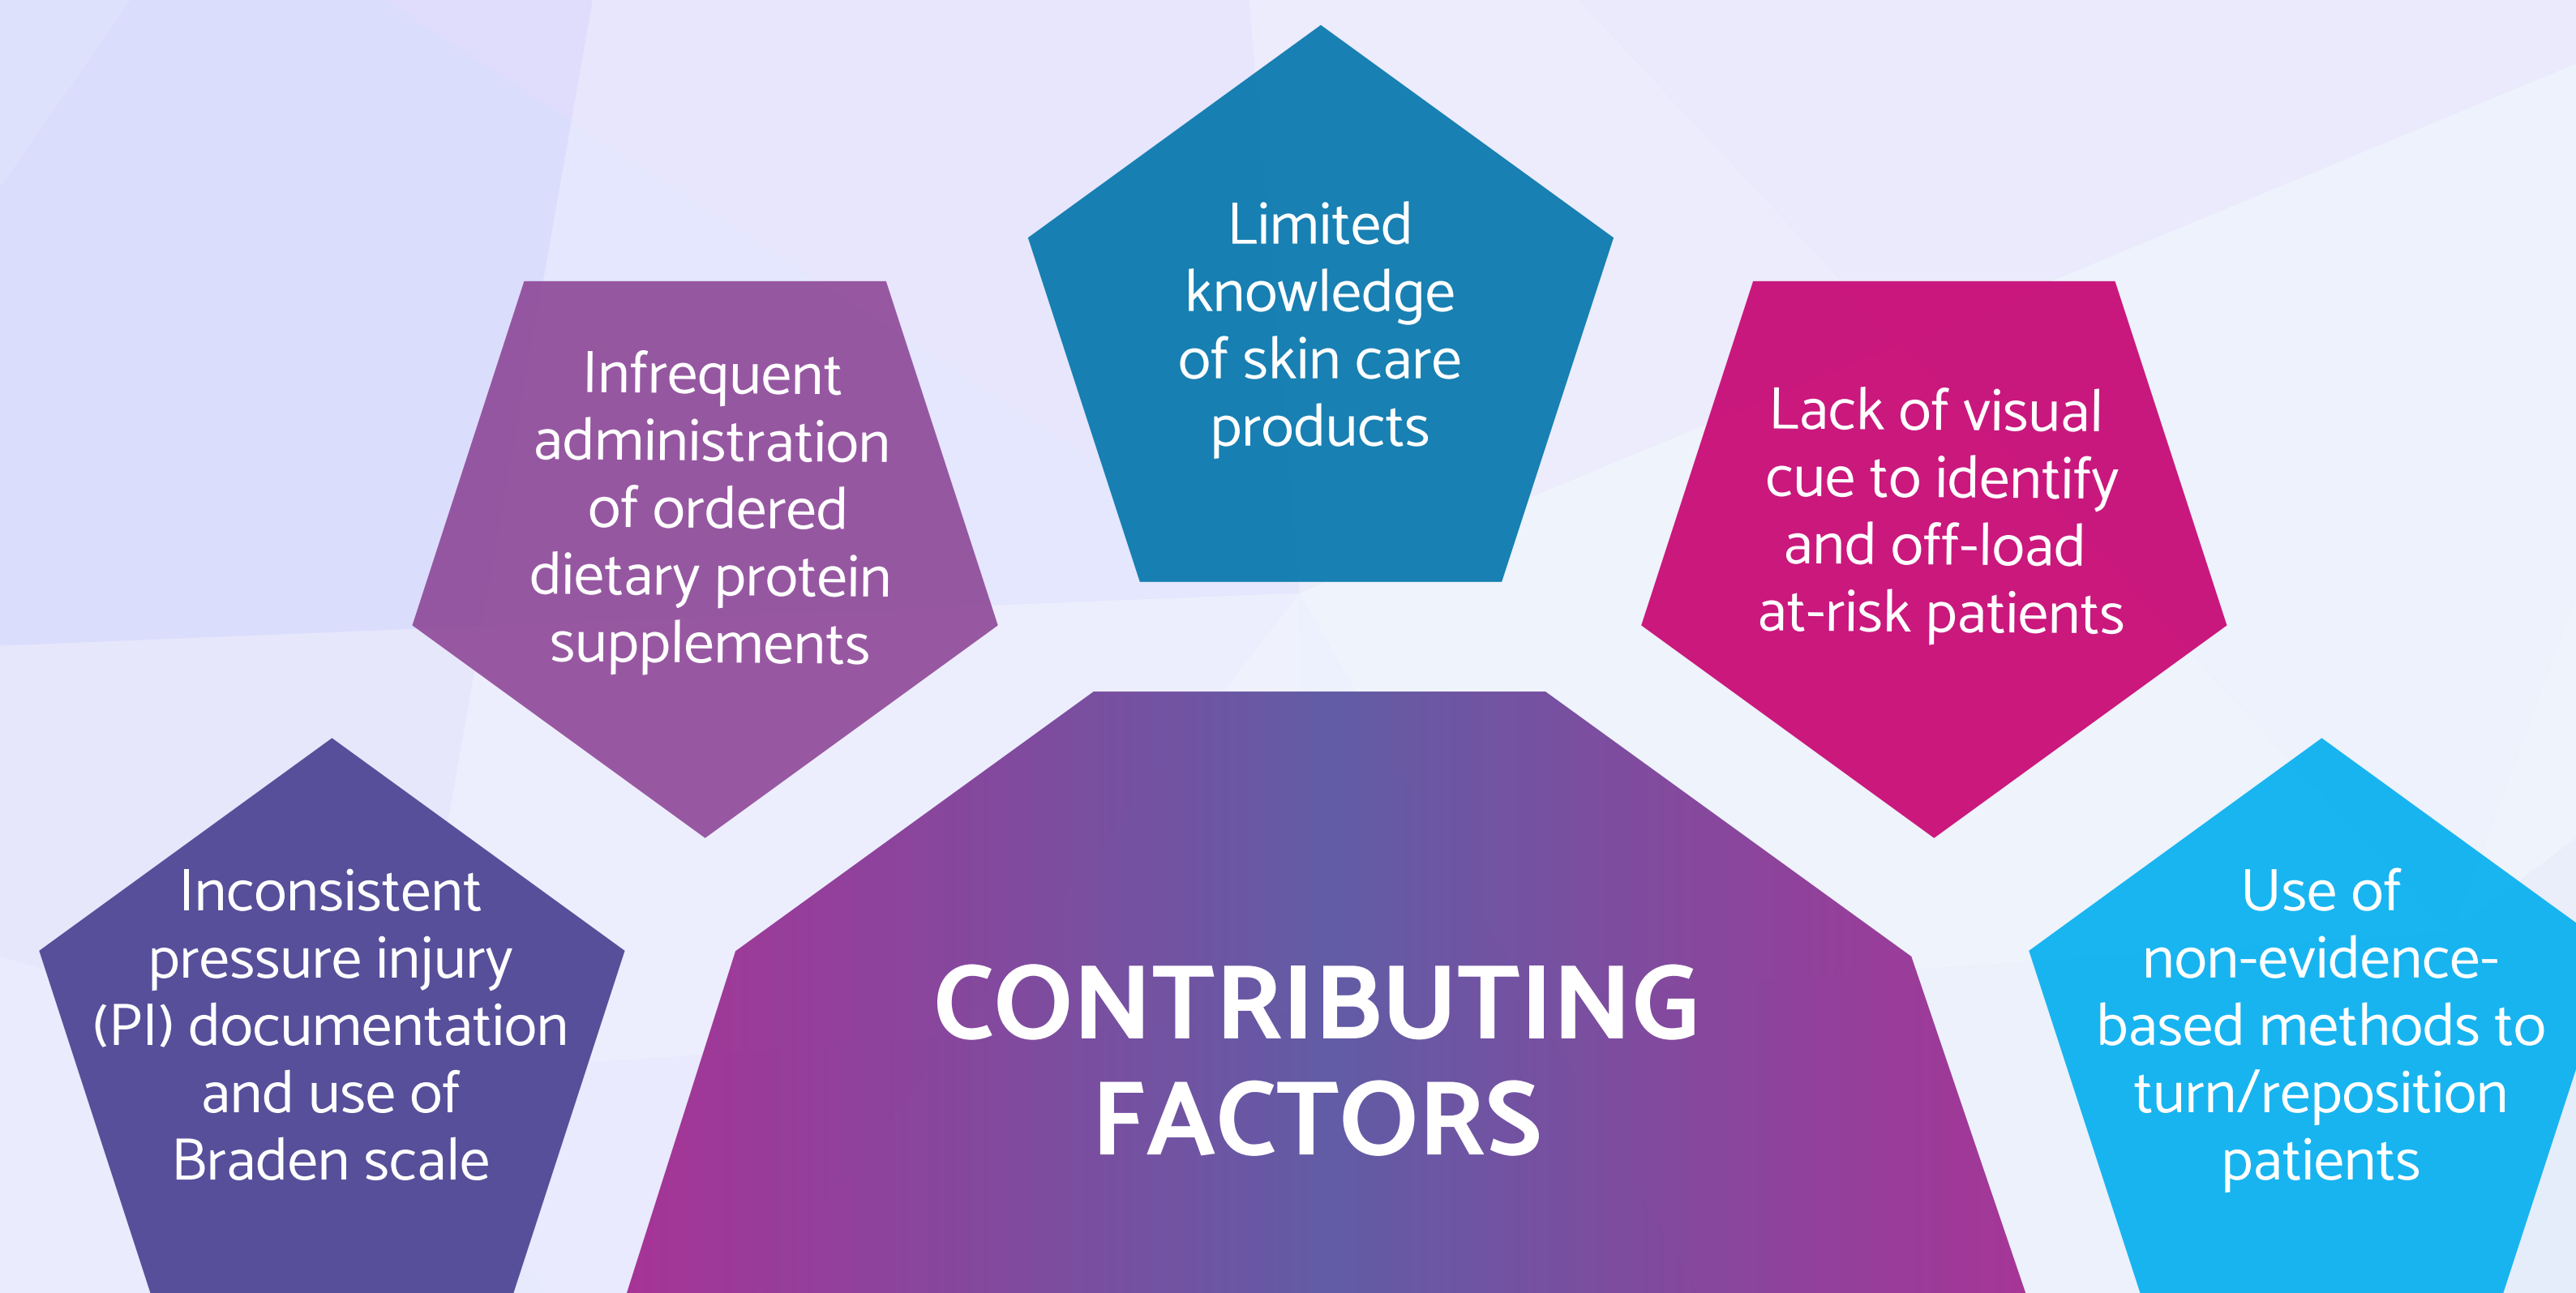 Limited
knowledge
of skin care
products
Infrequent
administration
of ordered
dietary protein
supplements
Lack of visual
cue to identify
and off-load
at-risk patients
Inconsistent
pressure injury
(PI) documentation
and use of
Braden scale
CONTRIBUTING
FACTORS
Use of
non-evidence-
based methods to
turn/reposition
patients